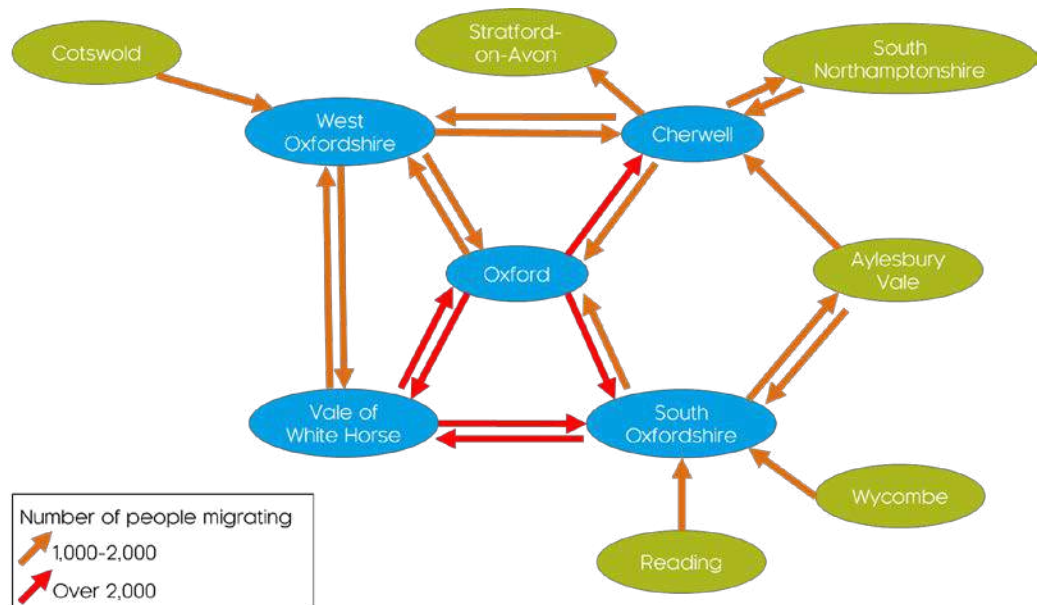 Cotswold
Stratford-
on-Avon
South
Northamptonshire
West
Oxfordshire
Cherwell
Oxford
Aylesbury
Vale
Vale of
White Horse
South
Oxfordshire
Wycombe
Reading
Number of people migrating
1,000-2,000
Over 2,000